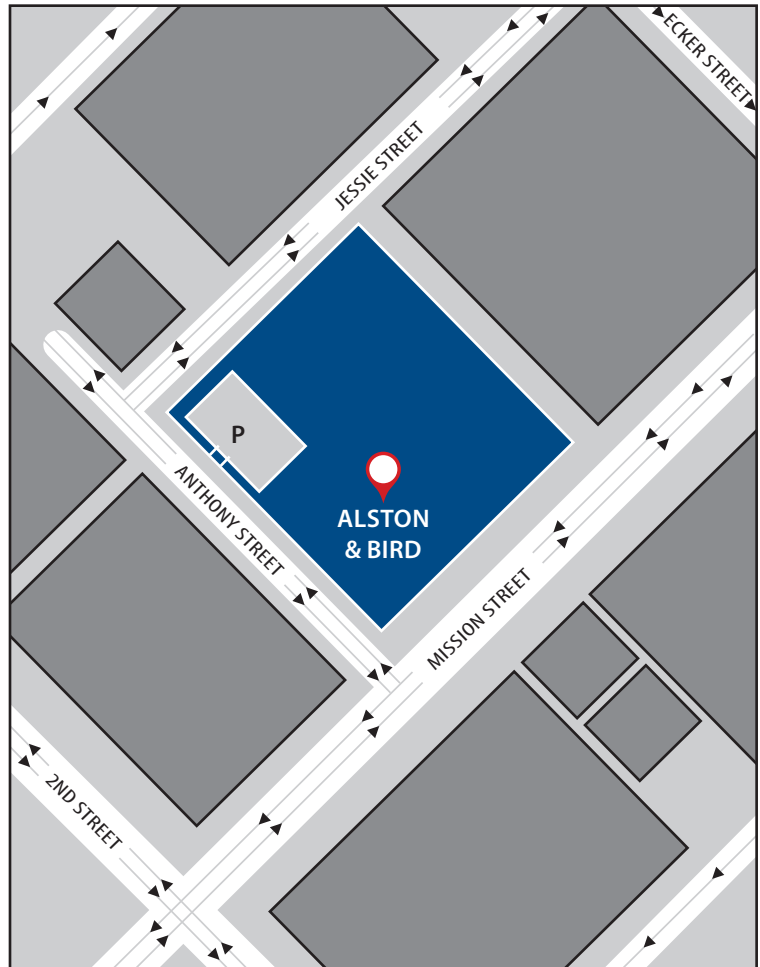 ECKER STREET
JESSIE STREET
P
ANTHONY STREET
ALSTON
& BIRD
MISSION STREET
2ND STREET